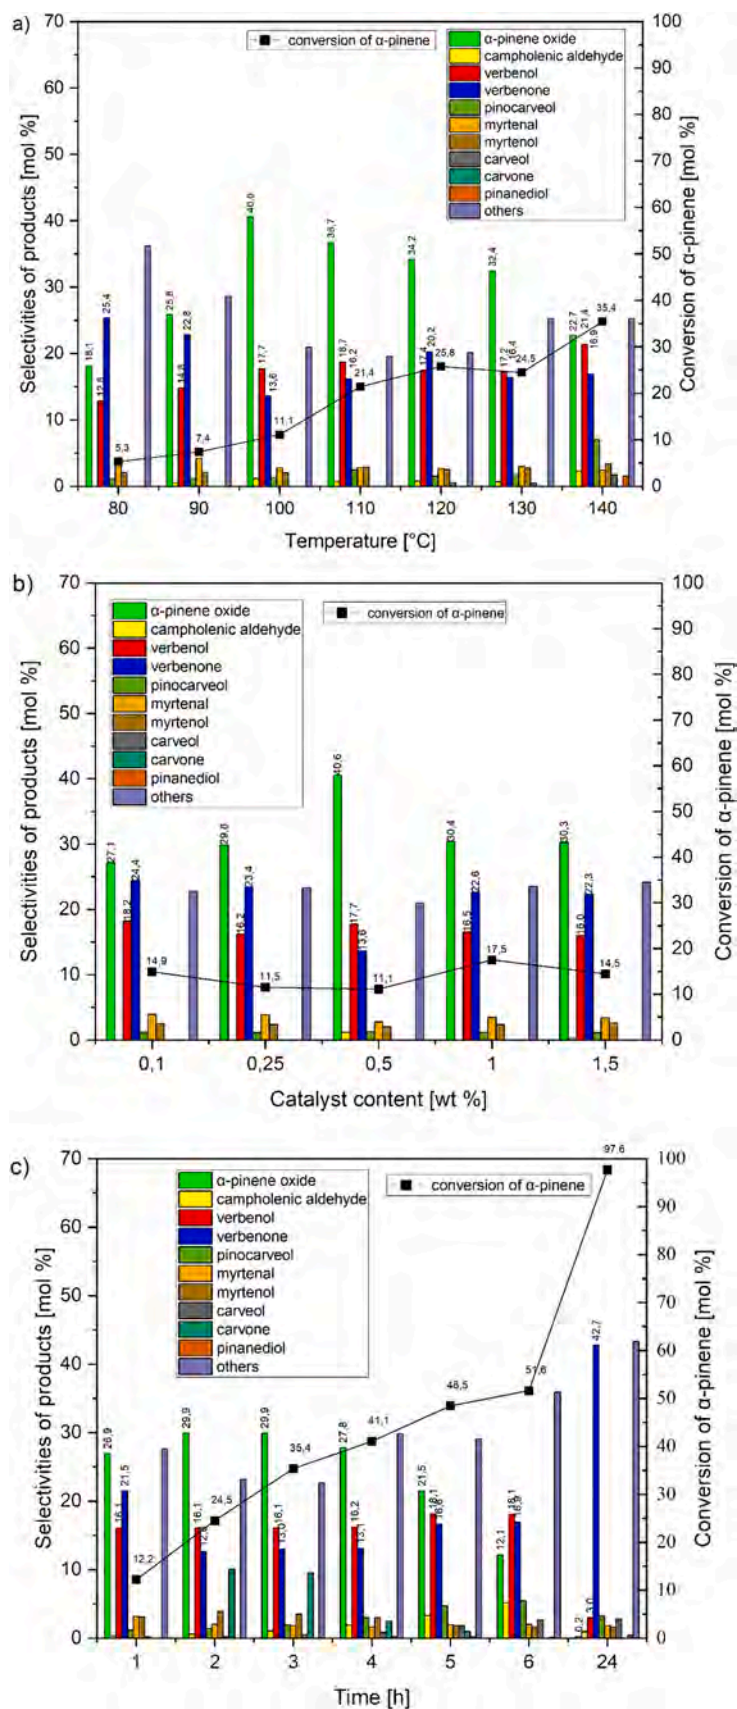 a)
70
60
50
40
30
20
10
0
Selectivities of products [mol %]
conversion of α-pinene
α-pinene oxide
campholenic aldehyde
verbenol
verbenone
pinocarveol
myrtenal
myrtenol
carveol
carvone
pinanediol
others
100
90
80
70
60
50
40
30
20
10
0
Conversion of α-pinene [mol %]
18,1
12,8
25,4
5,3
25,8
14,8
22,8
7,4
17,7
13,6
11,1
36,7
18,7
16,2
21,4
34,2
17,4
20,2
25,8
32,4
17,2
16,4
24,5
22,7
21,4
16,9
35,4
80 90 100 110 120 130 140
Temperature [°C]
b)
70
60
50
40
30
20
10
0
Selectivities of products [mol %]
α-pinene oxide
campholenic aldehyde
verbenol
verbenone
pinocarveol
myrtenal
myrtenol
carveol
carvone
pinanediol
others
conversion of α-pinene
100
90
80
70
60
50
40
30
20
10
0
Conversion of α-pinene [mol %]
27,1
18,2
24,4
14,9
29,8
16,2
23,4
11,5
40,6
17,7
13,6
11,1
30,4
16,5
22,6
17,5
30,3
16,0
22,3
14,5
0,1 0,25 0,5 1 1,5
Catalyst content [wt %]
c)
70
60
50
40
30
20
10
0
Selectivities of products [mol %]
α-pinene oxide
campholenic aldehyde
verbenol
verbenone
pinocarveol
myrtenal
myrtenol
carveol
carvone
pinanediol
others
conversion of α-pinene
100
90
80
70
60
50
40
30
20
10
0
Conversion of α-pinene [mol %]
26,9
16,1
21,5
12,2
29,9
16,1
24,5
29,9
16,1
13,0
35,4
27,8
16,2
13,1
41,1
21,5
18,1
16,6
48,5
12,1
18,1
16,9
51,6
0,2
3,0
42,7
97,6
1 2 3 4 5 6 24
Time [h]